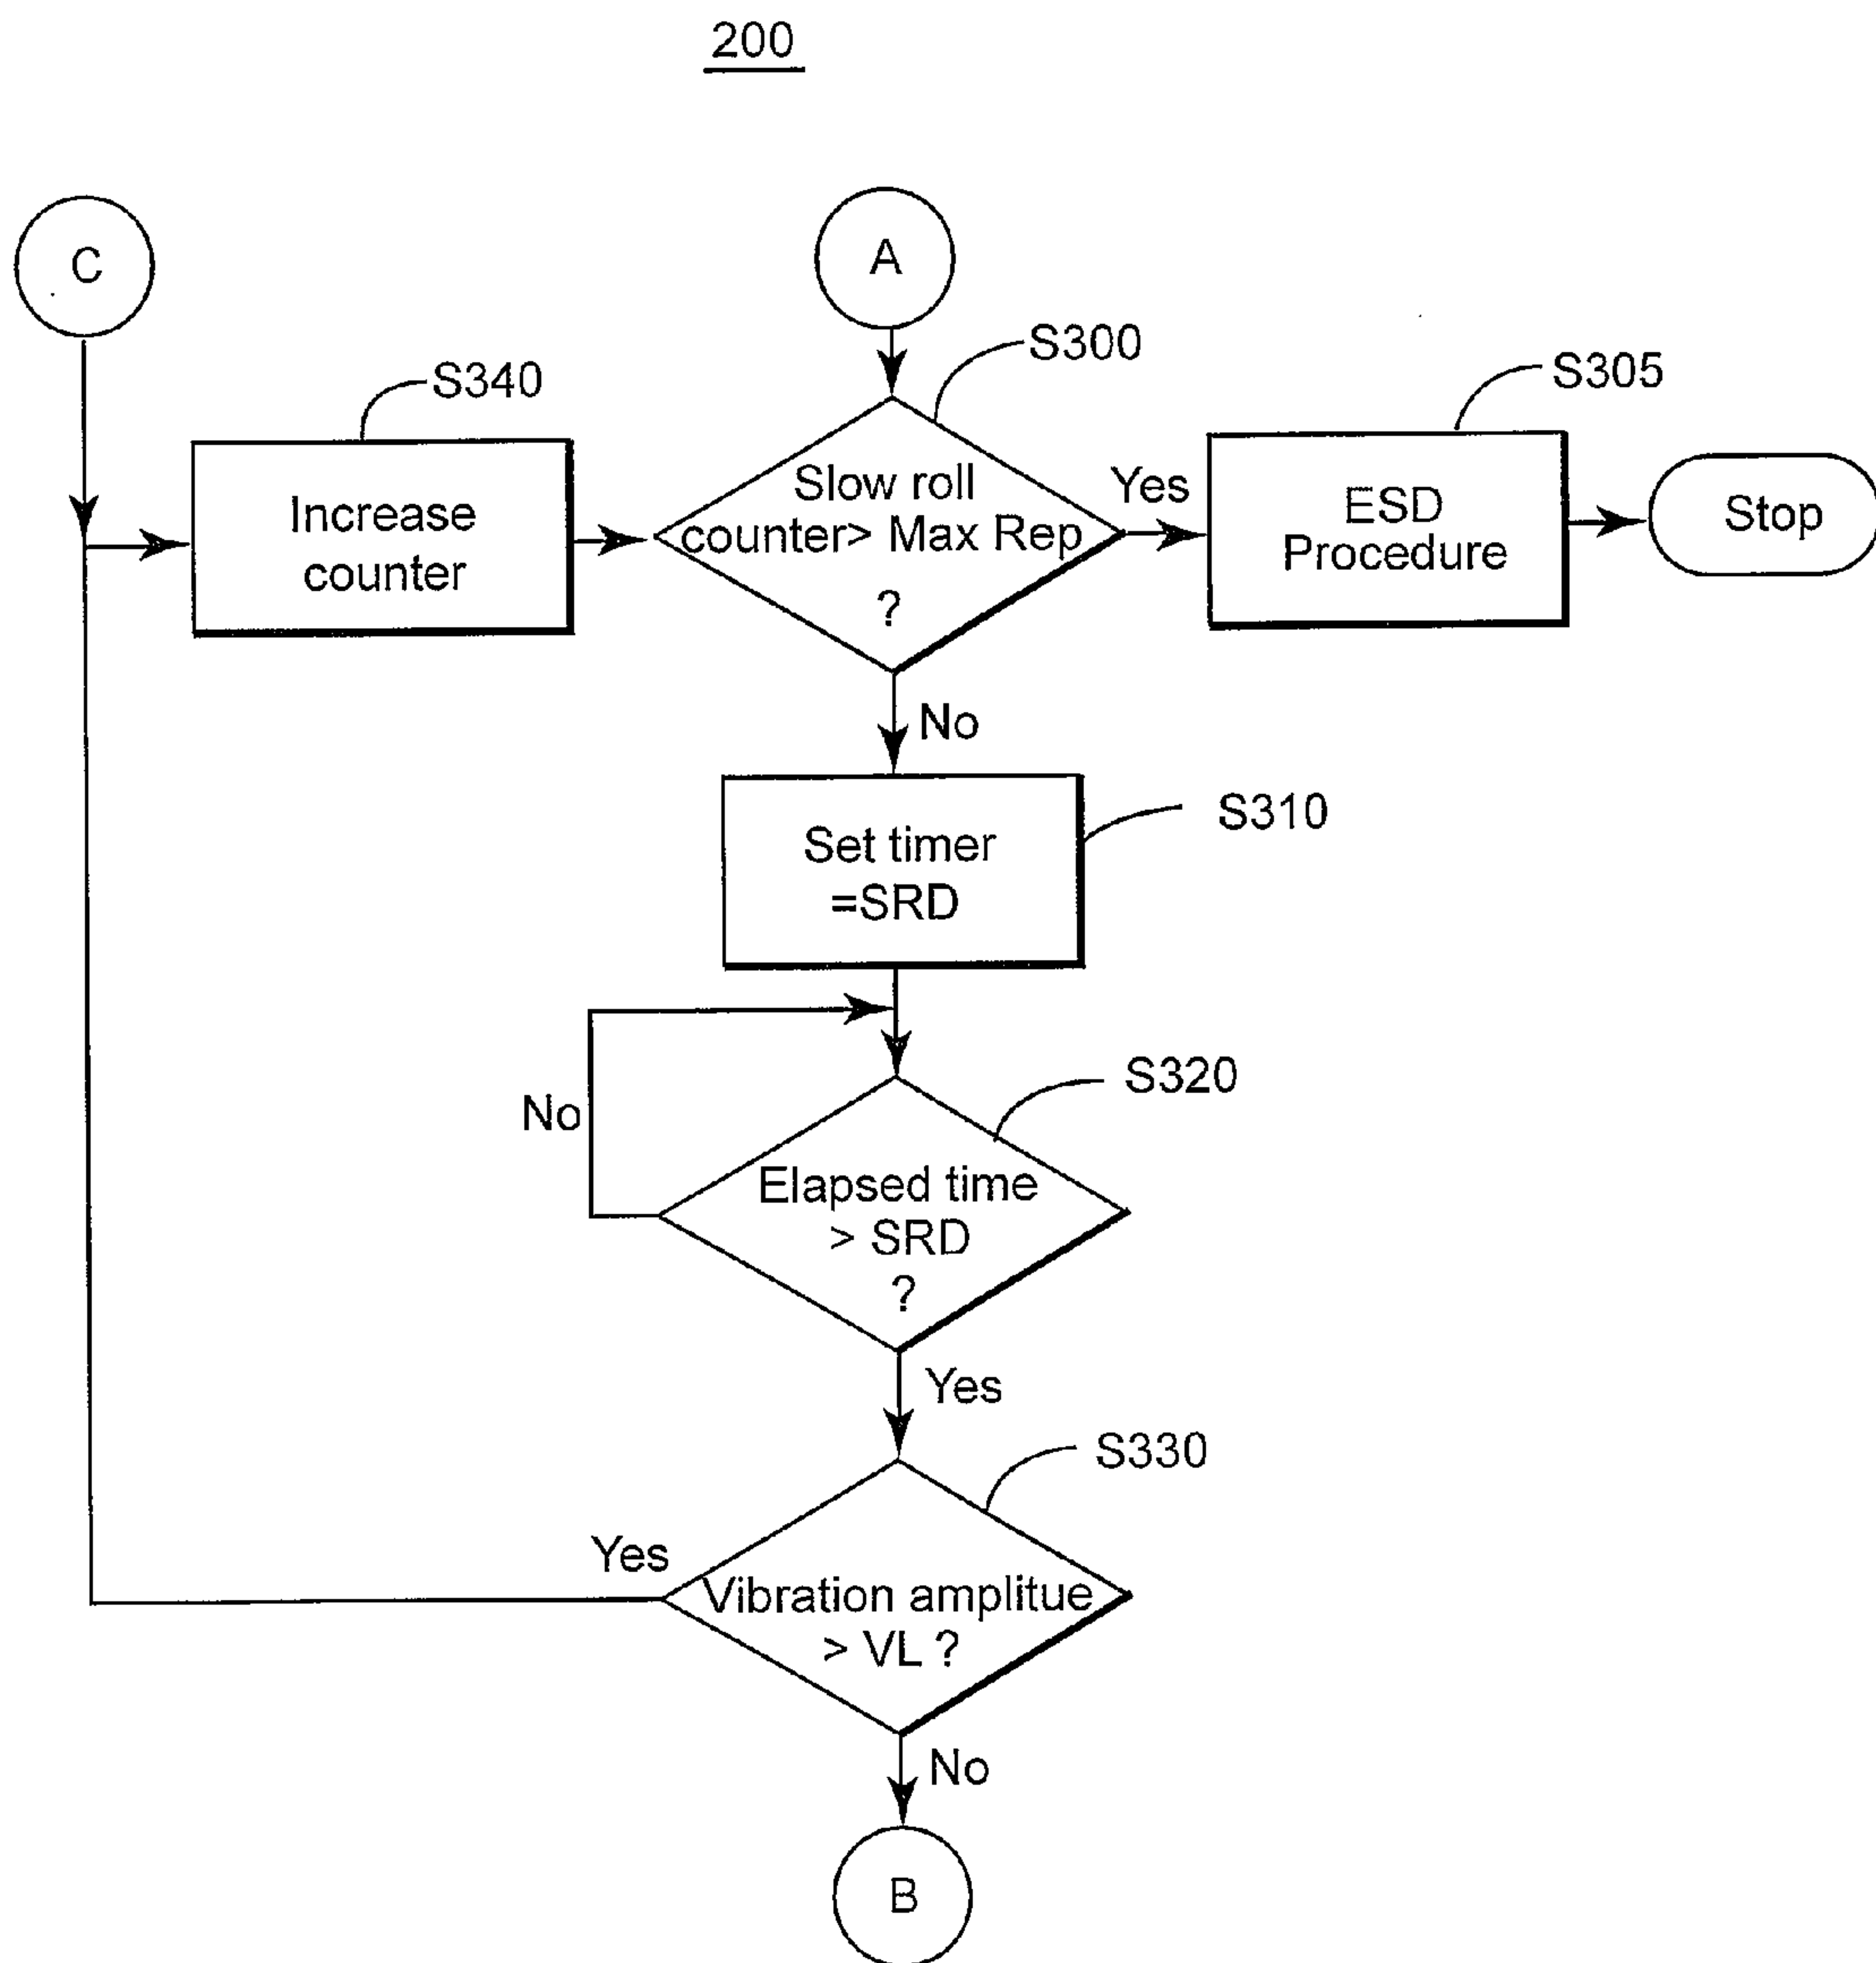 200
C
A
S300
S340
S305
Increase
counter
Slow roll
counter> Max Rep
?
Yes
ESD
Procedure
Stop
No
Set timer
=SRD
S310
No
S320
Elapsed time
> SRD
?
Yes
S330
Yes
Vibration amplitue
> VL ?
No
B